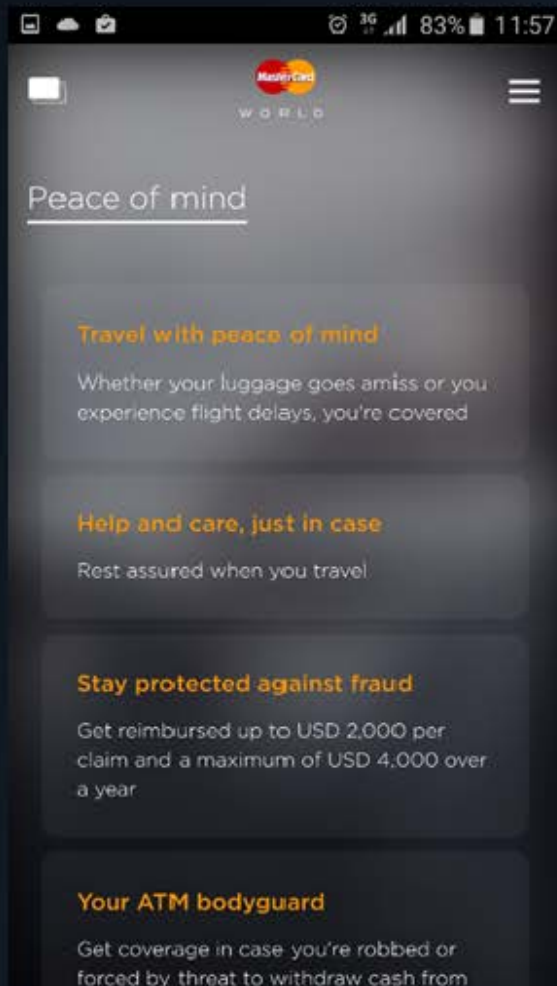 3G 83% 11:57
MasterCard
WORLD
Peace of mind
Travel with peace of mind
Whether your luggage goes amiss or you
experience flight delays, you're covered
Help and care, just in case
Rest assured when you travel
Stay protected against fraud
Get reimbursed up to USD 2,000 per
claim and a maximum of USD 4,000 over
a year
Your ATM bodyguard
Get coverage in case you're robbed or
forced by threat to withdraw cash from